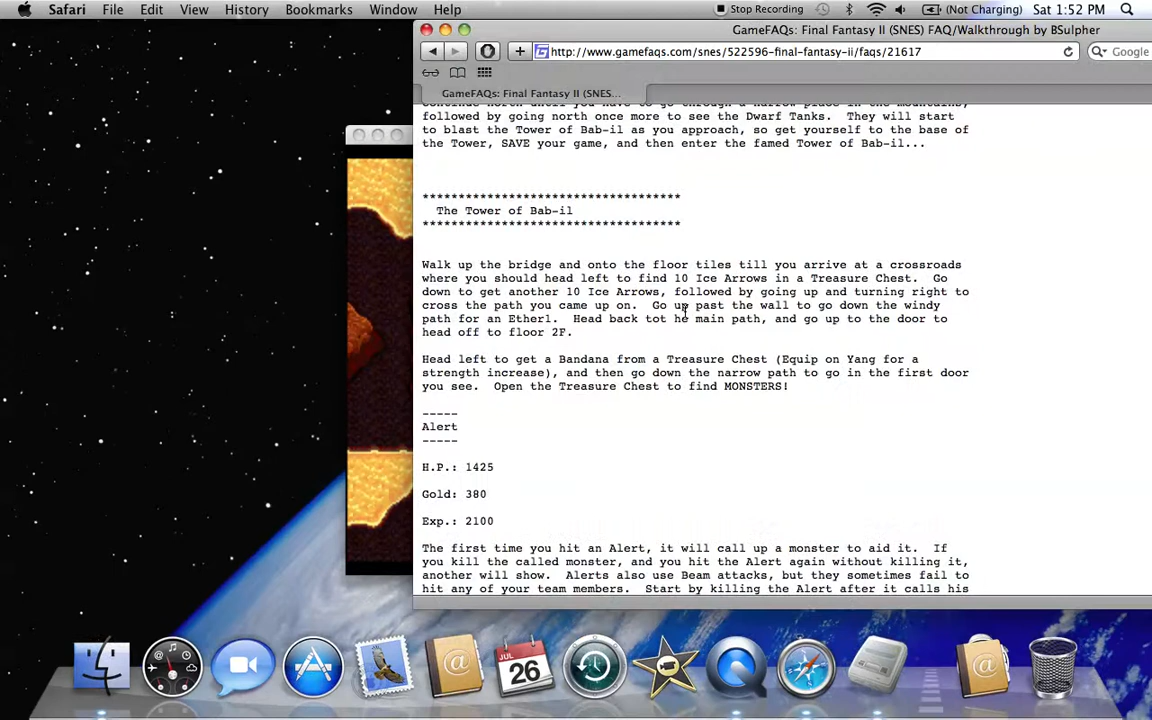 Safari File Edit View History Bookmarks Window Help Stop Recording (Not Charging) Sat 1:52 PM
GameFAQs: Final Fantasy II (SNES) FAQ/Walkthrough by BSulpher
http://www.gamefaqs.com/snes/522596-final-fantasy-ii/faqs/21617 Google
GameFAQs: Final Fantasy II (SNES...
Continue north until you have to go through a narrow place in the mountains,
followed by going north once more to see the Dwarf Tanks. They will start
to blast the Tower of Bab-il as you approach, so get yourself to the base of
the Tower, SAVE your game, and then enter the famed Tower of Bab-il...
***********************************
The Tower of Bab-il
***********************************
Walk up the bridge and onto the floor tiles till you arrive at a crossroads
where you should head left to find 10 Ice Arrows in a Treasure Chest. Go
down to get another 10 Ice Arrows, followed by going up and turning right to
cross the path you came up on. Go up past the wall to go down the windy
path for an Ether1. Head back tot he main path, and go up to the door to
head off to floor 2F.
Head left to get a Bandana from a Treasure Chest (Equip on Yang for a
strength increase), and then go down the narrow path to go in the first door
you see. Open the Treasure Chest to find MONSTERS!
-----
Alert
-----
H.P.: 1425
Gold: 380
Exp.: 2100
The first time you hit an Alert, it will call up a monster to aid it. If
you kill the called monster, and you hit the Alert again without killing it,
another will show. Alerts also use Beam attacks, but they sometimes fail to
hit any of your team members. Start by killing the Alert after it calls his
JUL
26